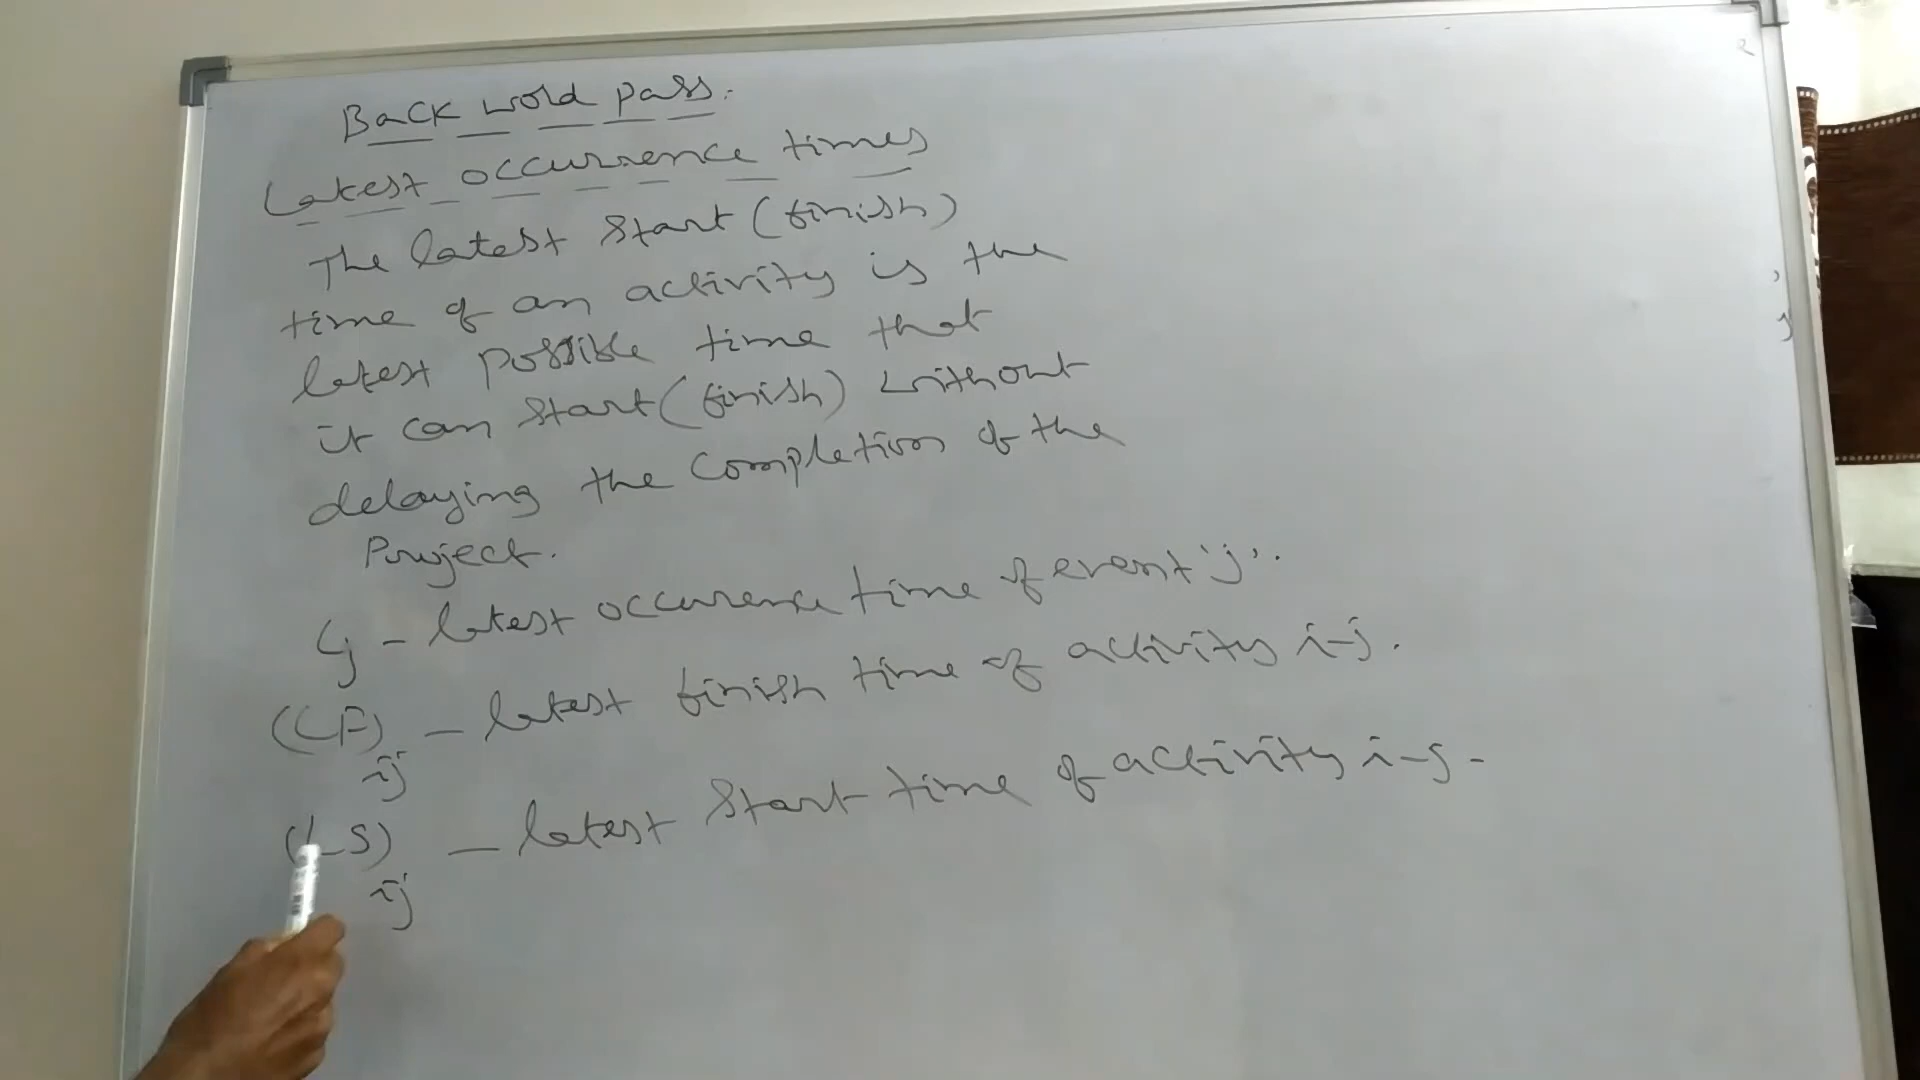 Back word pass.
Latest occurrence times
The latest start (finish)
time of an activity is the
latest possible time that
it can start (finish) without
delaying the completion of the
Project.
Lj - latest occurence time of event 'j'.
(LF)ij - latest finish time of activity i-j.
(LS)ij - latest start time of activity i-j.